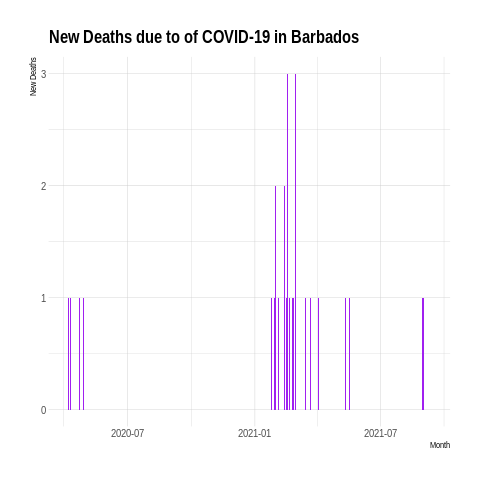 New Deaths due to of COVID-19 in Barbados
New Deaths
3
2
1
0
2020-07 2021-01 2021-07
Month